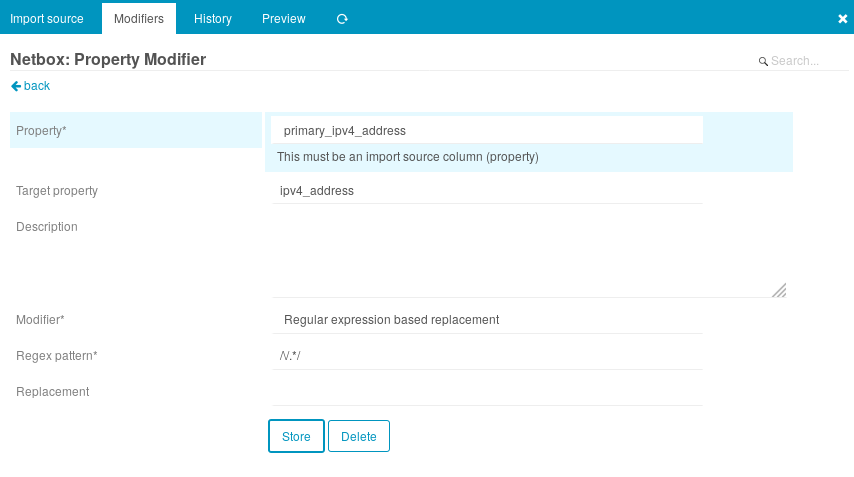 Import source Modifiers History Preview
Netbox: Property Modifier
Search...
back
Property*
primary_ipv4_address
This must be an import source column (property)
Target property
ipv4_address
Description
Modifier*
Regular expression based replacement
Regex pattern*
/\/.*/
Replacement
Store Delete